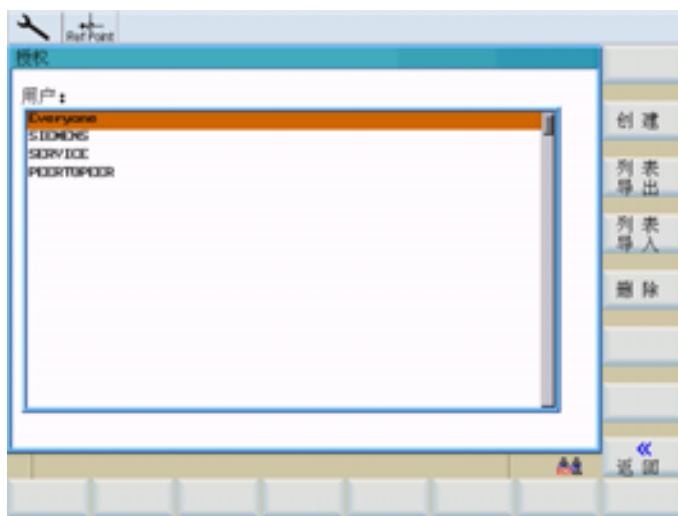 Ref Point
授权
用户:
Everyone
SIEMENS
SERVICE
PEERTOPEER
创建
列表
导出
列表
导入
删除
«
返回